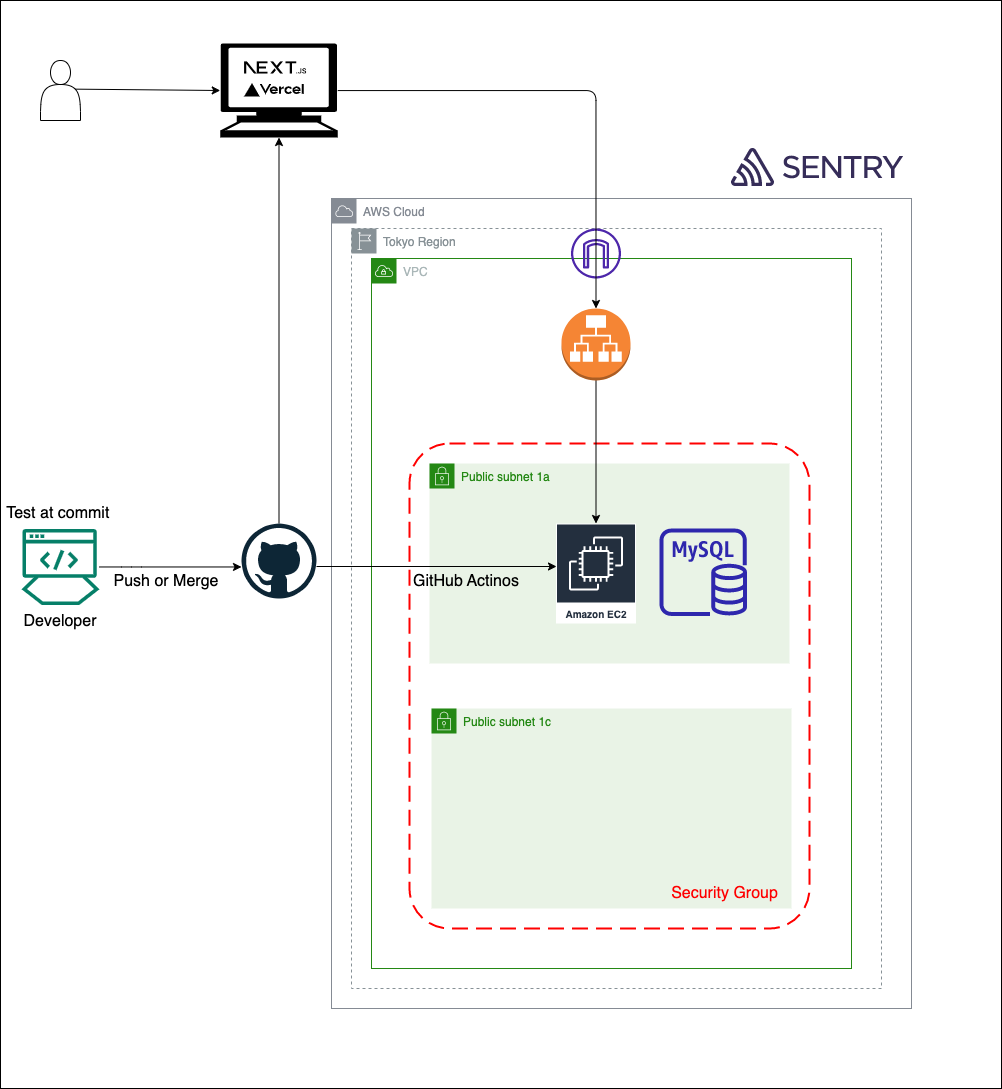 NEXT.JS
Vercel
SENTRY
AWS Cloud
Tokyo Region
VPC
Public subnet 1a
Test at commit
MySQL
Push or Merge
GitHub Actinos
Amazon EC2
Developer
Public subnet 1c
Security Group